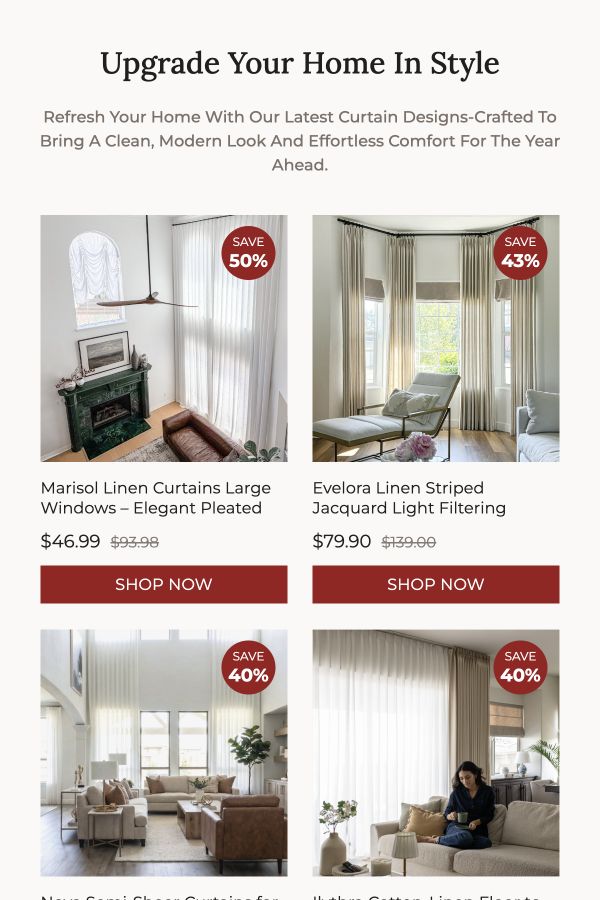 Upgrade Your Home In Style
Refresh Your Home With Our Latest Curtain Designs-Crafted To
Bring A Clean, Modern Look And Effortless Comfort For The Year
Ahead.
SAVE
50%
SAVE
43%
Marisol Linen Curtains Large
Windows – Elegant Pleated
Evelora Linen Striped
Jacquard Light Filtering
$46.99 $93.98
$79.90 $139.00
SHOP NOW
SHOP NOW
SAVE
40%
SAVE
40%